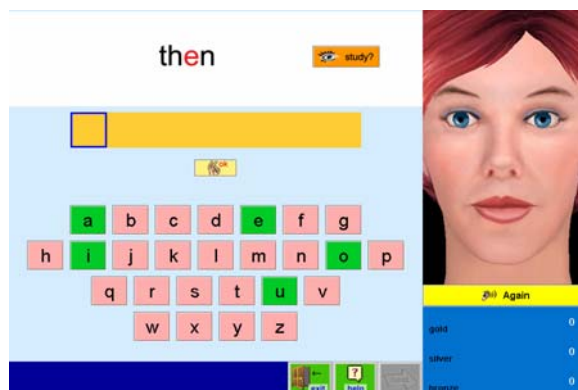 then
study?
ok
a b c d e f g
h i j k l m n o p
q r s t u v
w x y z
Again
gold 0
silver 0
bronze 0
exit
?
help